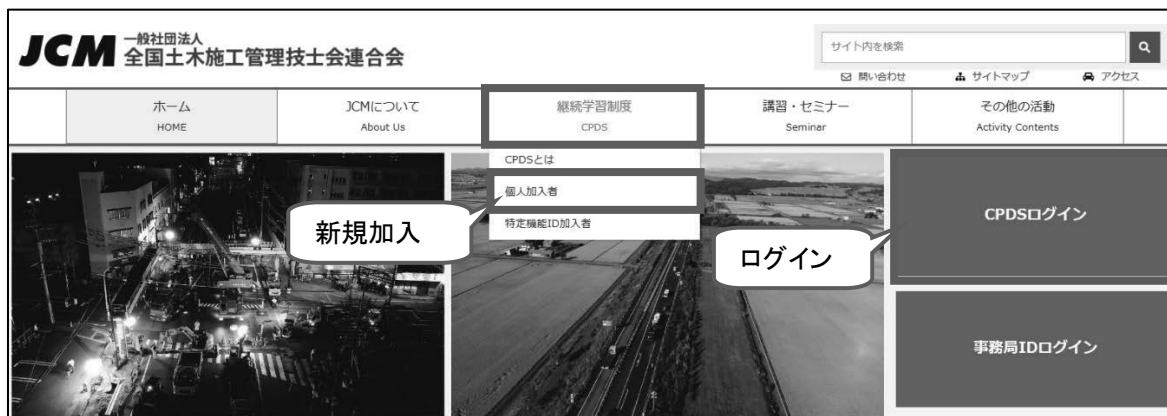 JCM 一般社団法人
全国土木施工管理技士会連合会
サイト内を検索
問い合わせ サイトマップ アクセス
ホーム JCMについて 継続学習制度 講習・セミナー その他の活動
HOME About Us CPDS Seminar Activity Contents
CPDSとは
個人加入者
特定機能ID加入者
新規加入
ログイン
CPDSログイン
事務局IDログイン